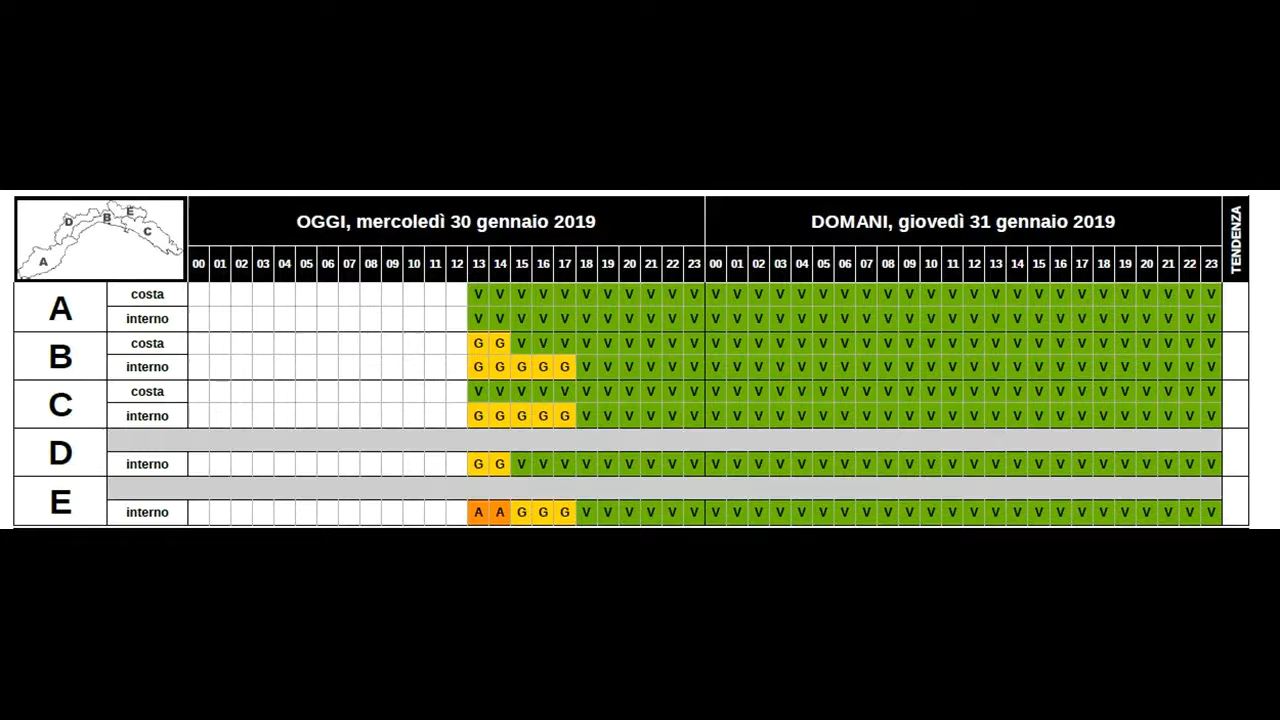 OGGI, mercoledì 30 gennaio 2019 DOMANI, giovedì 31 gennaio 2019 TENDENZA
D B E C A
00 01 02 03 04 05 06 07 08 09 10 11 12 13 14 15 16 17 18 19 20 21 22 23 00 01 02 03 04 05 06 07 08 09 10 11 12 13 14 15 16 17 18 19 20 21 22 23
A
costa V V V V V V V V V V V V V V V V V V V V V V V V V V V V V V V V V V V
interno V V V V V V V V V V V V V V V V V V V V V V V V V V V V V V V V V V V
B
costa G G V V V V V V V V V V V V V V V V V V V V V V V V V V V V V V V V V
interno G G G G G V V V V V V V V V V V V V V V V V V V V V V V V V V V V V V
C
costa V V V V V V V V V V V V V V V V V V V V V V V V V V V V V V V V V V V
interno G G G G G V V V V V V V V V V V V V V V V V V V V V V V V V V V V V V
D
interno G G V V V V V V V V V V V V V V V V V V V V V V V V V V V V V V V V V
E
interno A A G G G V V V V V V V V V V V V V V V V V V V V V V V V V V V V V V